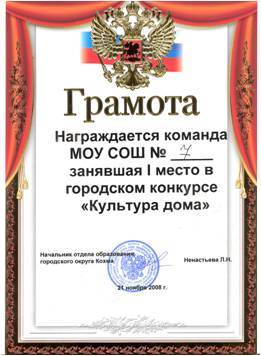 Грамота
Награждается команда
МОУ СОШ № 7
занявшая I место в
городском конкурсе
«Культура дома»
Начальник отдела образования
городского округа Кохма
Ненастьева Л.Н.
21 ноября 2008 г.